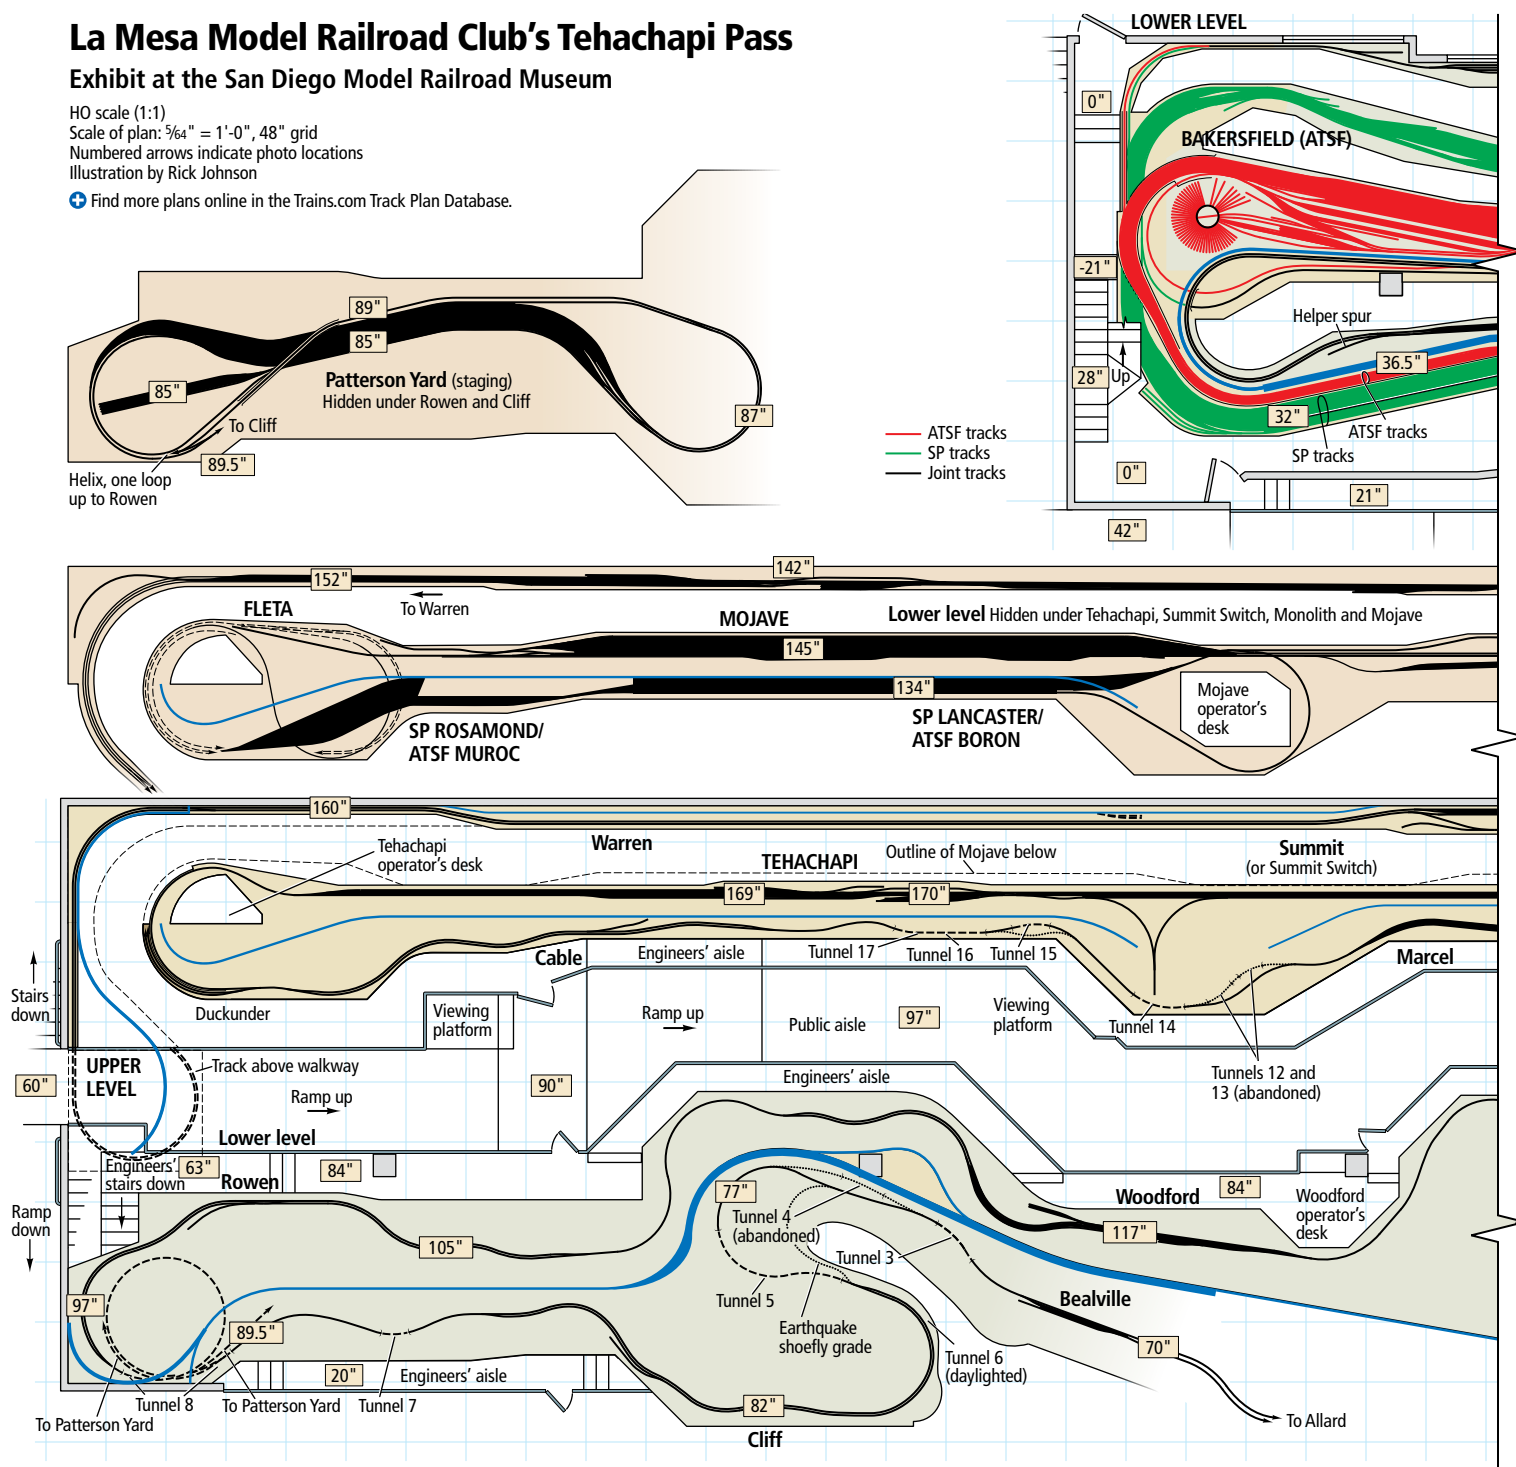 La Mesa Model Railroad Club's Tehachapi Pass
Exhibit at the San Diego Model Railroad Museum
HO scale (1:1)
Scale of plan: 5⁄64" = 1'-0", 48" grid
Numbered arrows indicate photo locations
Illustration by Rick Johnson
Find more plans online in the Trains.com Track Plan Database.
89"
85"
85"
Patterson Yard (staging)
Hidden under Rowen and Cliff
To Cliff
87"
89.5"
Helix, one loop
up to Rowen
LOWER LEVEL
0"
BAKERSFIELD (ATSF)
-21"
Helper spur
36.5"
28"
Up
32"
ATSF tracks
SP tracks
ATSF tracks
SP tracks
Joint tracks
0"
21"
42"
142"
152"
To Warren
FLETA
MOJAVE
Lower level Hidden under Tehachapi, Summit Switch, Monolith and Mojave
145"
134"
Mojave
operator's
desk
SP ROSAMOND/
ATSF MUROC
SP LANCASTER/
ATSF BORON
160"
Tehachapi
operator's desk
Warren
TEHACHAPI
Outline of Mojave below
Summit
(or Summit Switch)
169"
170"
Cable
Engineers' aisle
Tunnel 17
Tunnel 16
Tunnel 15
Marcel
Stairs
down
Duckunder
Viewing
platform
Ramp up
Public aisle
97"
Viewing
platform
Tunnel 14
UPPER
LEVEL
Track above walkway
60"
Ramp up
90"
Engineers' aisle
Tunnels 12 and
13 (abandoned)
Lower level
Engineers'
stairs down
63"
Rowen
84"
77"
Woodford
84"
Woodford
operator's
desk
Ramp
down
Tunnel 4
(abandoned)
105"
117"
Tunnel 3
97"
Tunnel 5
Bealville
89.5"
Earthquake
shoefly grade
70"
Tunnel 6
(daylighted)
20"
Engineers' aisle
Tunnel 8
To Patterson Yard
Tunnel 7
82"
To Patterson Yard
To Allard
Cliff